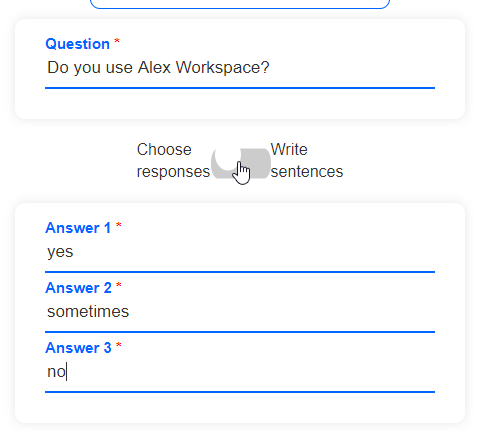 Question *
Do you use Alex Workspace?
Choose responses
Write sentences
Answer 1 *
yes
Answer 2 *
sometimes
Answer 3 *
no